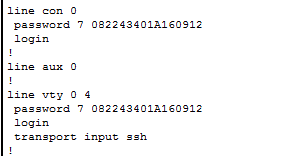 line con 0
 password 7 082243401A160912
 login
!
line aux 0
!
line vty 0 4
 password 7 082243401A160912
 login
 transport input ssh
!